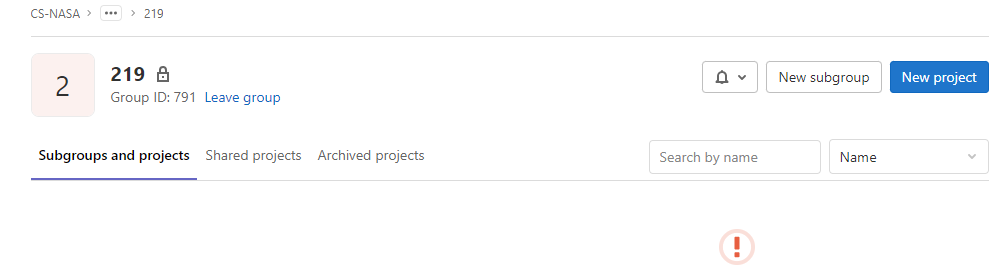 CS-NASA > ... > 219
2
219
Group ID: 791 Leave group
New subgroup
New project
Subgroups and projects Shared projects Archived projects
Search by name
Name
!